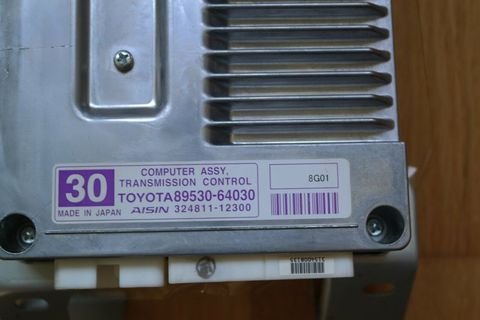 30
COMPUTER ASSY,
TRANSMISSION CONTROL
TOYOTA 89530-64030
MADE IN JAPAN AISIN 324811-12300
8G01